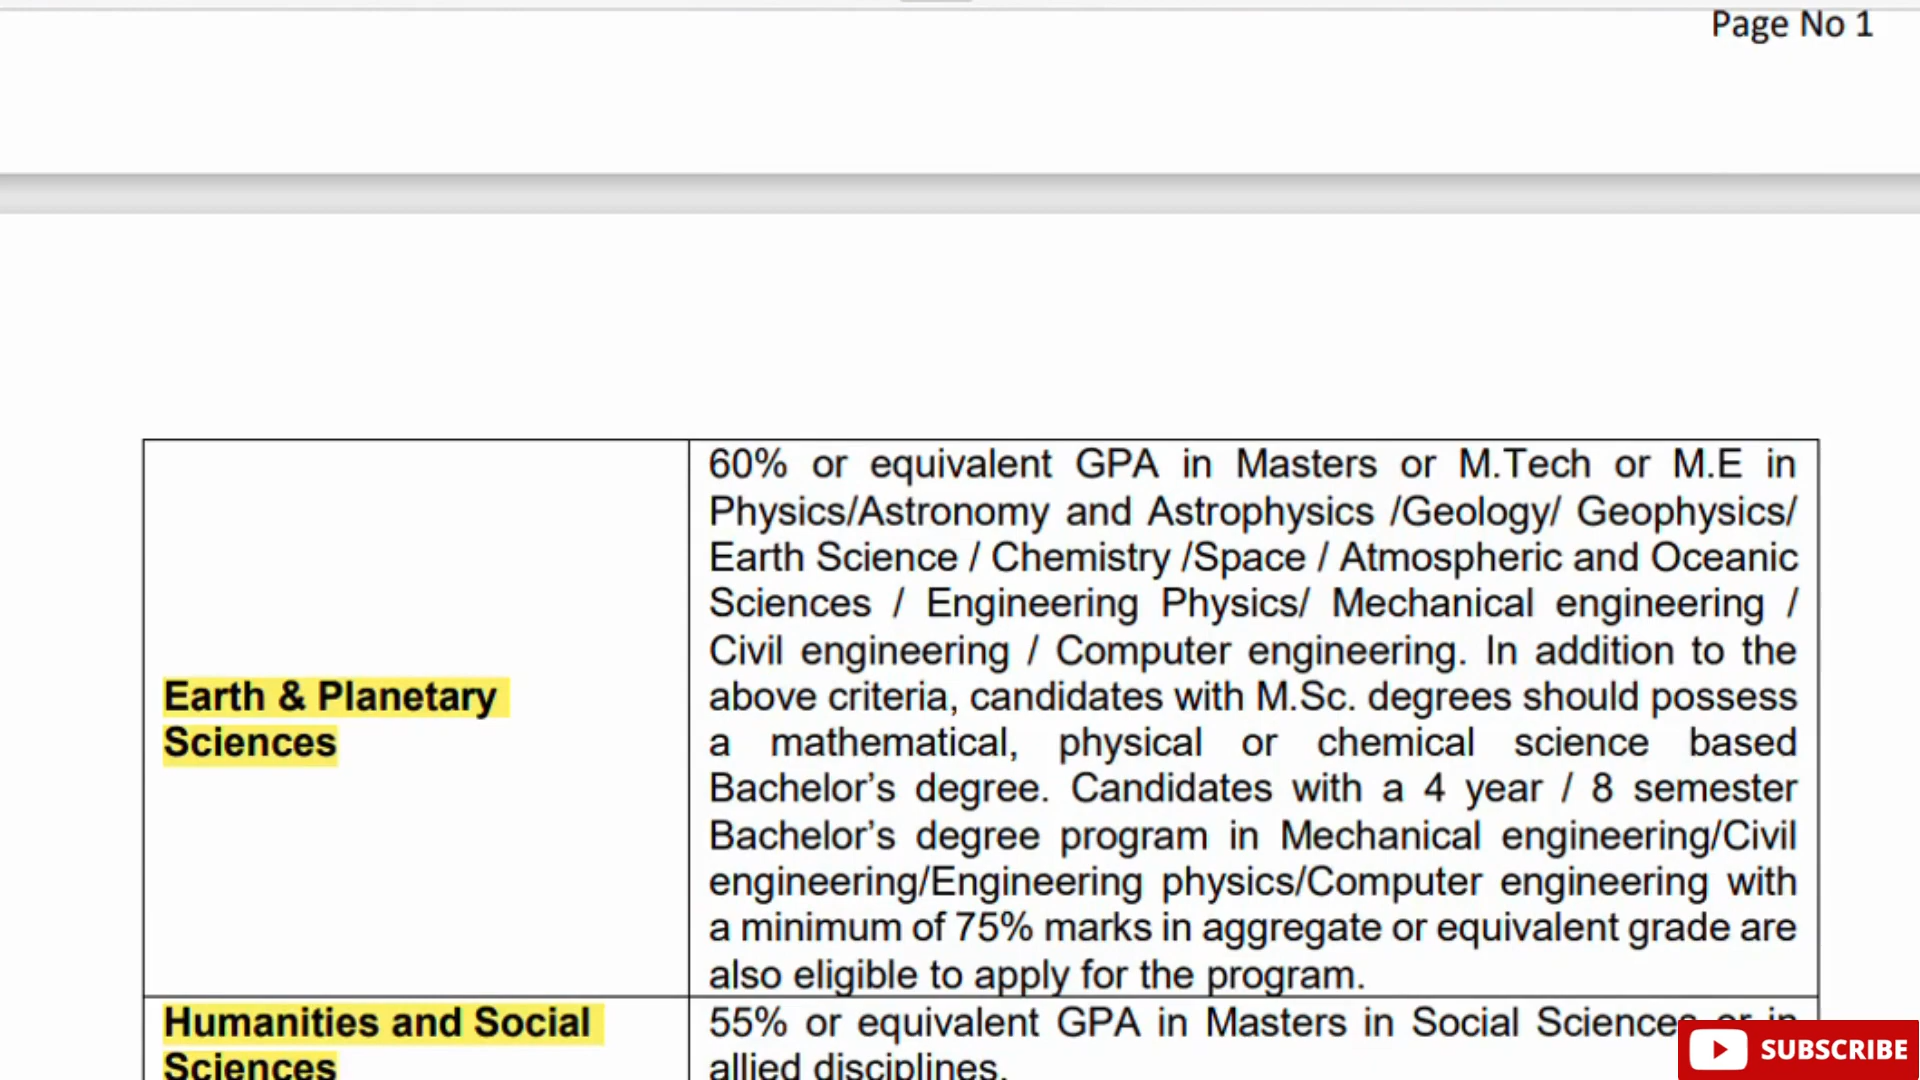 Page No 1
Earth & Planetary
Sciences
60% or equivalent GPA in Masters or M.Tech or M.E in
Physics/Astronomy and Astrophysics /Geology/ Geophysics/
Earth Science / Chemistry /Space / Atmospheric and Oceanic
Sciences / Engineering Physics/ Mechanical engineering /
Civil engineering / Computer engineering. In addition to the
above criteria, candidates with M.Sc. degrees should possess
a mathematical, physical or chemical science based
Bachelor’s degree. Candidates with a 4 year / 8 semester
Bachelor’s degree program in Mechanical engineering/Civil
engineering/Engineering physics/Computer engineering with
a minimum of 75% marks in aggregate or equivalent grade are
also eligible to apply for the program.
Humanities and Social
Sciences
55% or equivalent GPA in Masters in Social Sciences or in
allied disciplines.
SUBSCRIBE